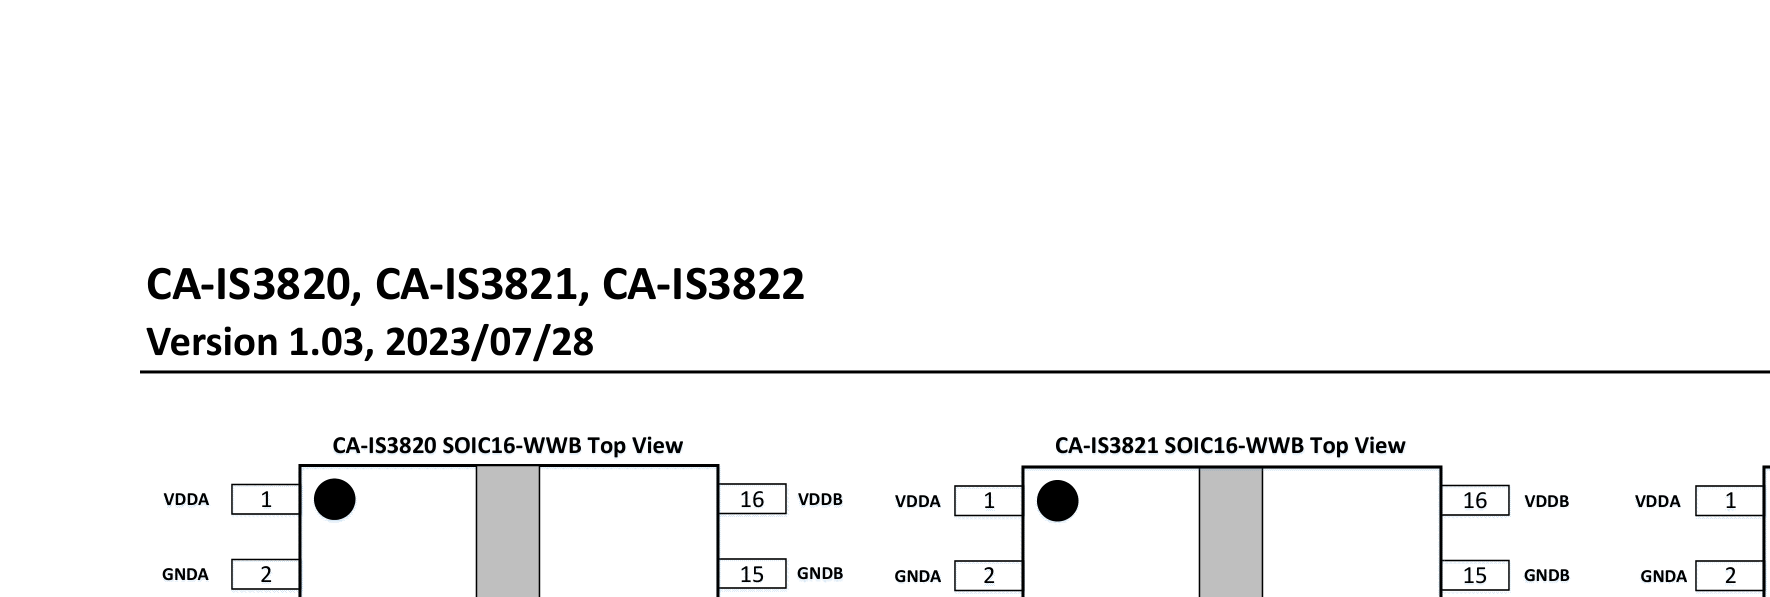 CA-IS3820, CA-IS3821, CA-IS3822
Version 1.03, 2023/07/28
CA-IS3820 SOIC16-WWB Top View
CA-IS3821 SOIC16-WWB Top View
VDDA 1 16 VDDB VDDA 1 16 VDDB VDDA 1
GNDA 2 15 GNDB GNDA 2 15 GNDB GNDA 2